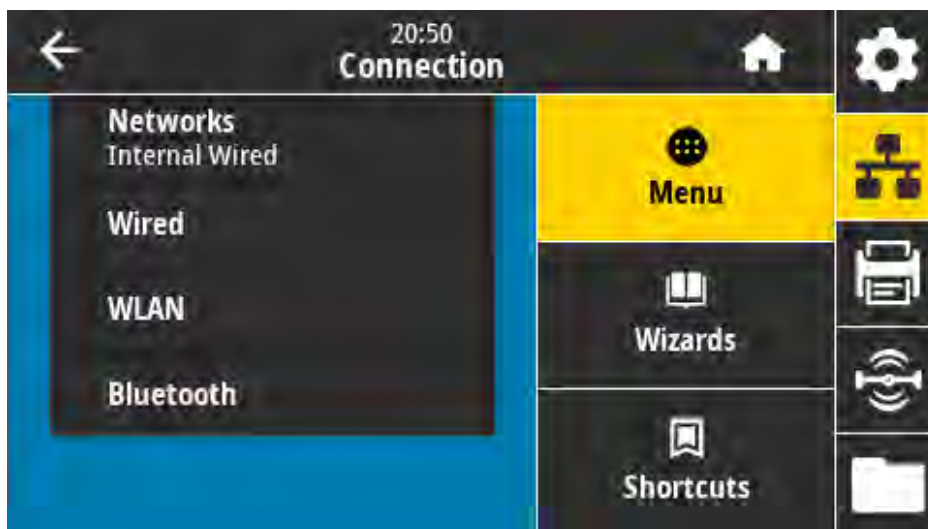 20:50
Connection
Networks
Internal Wired
Wired
WLAN
Bluetooth
Menu
Wizards
Shortcuts